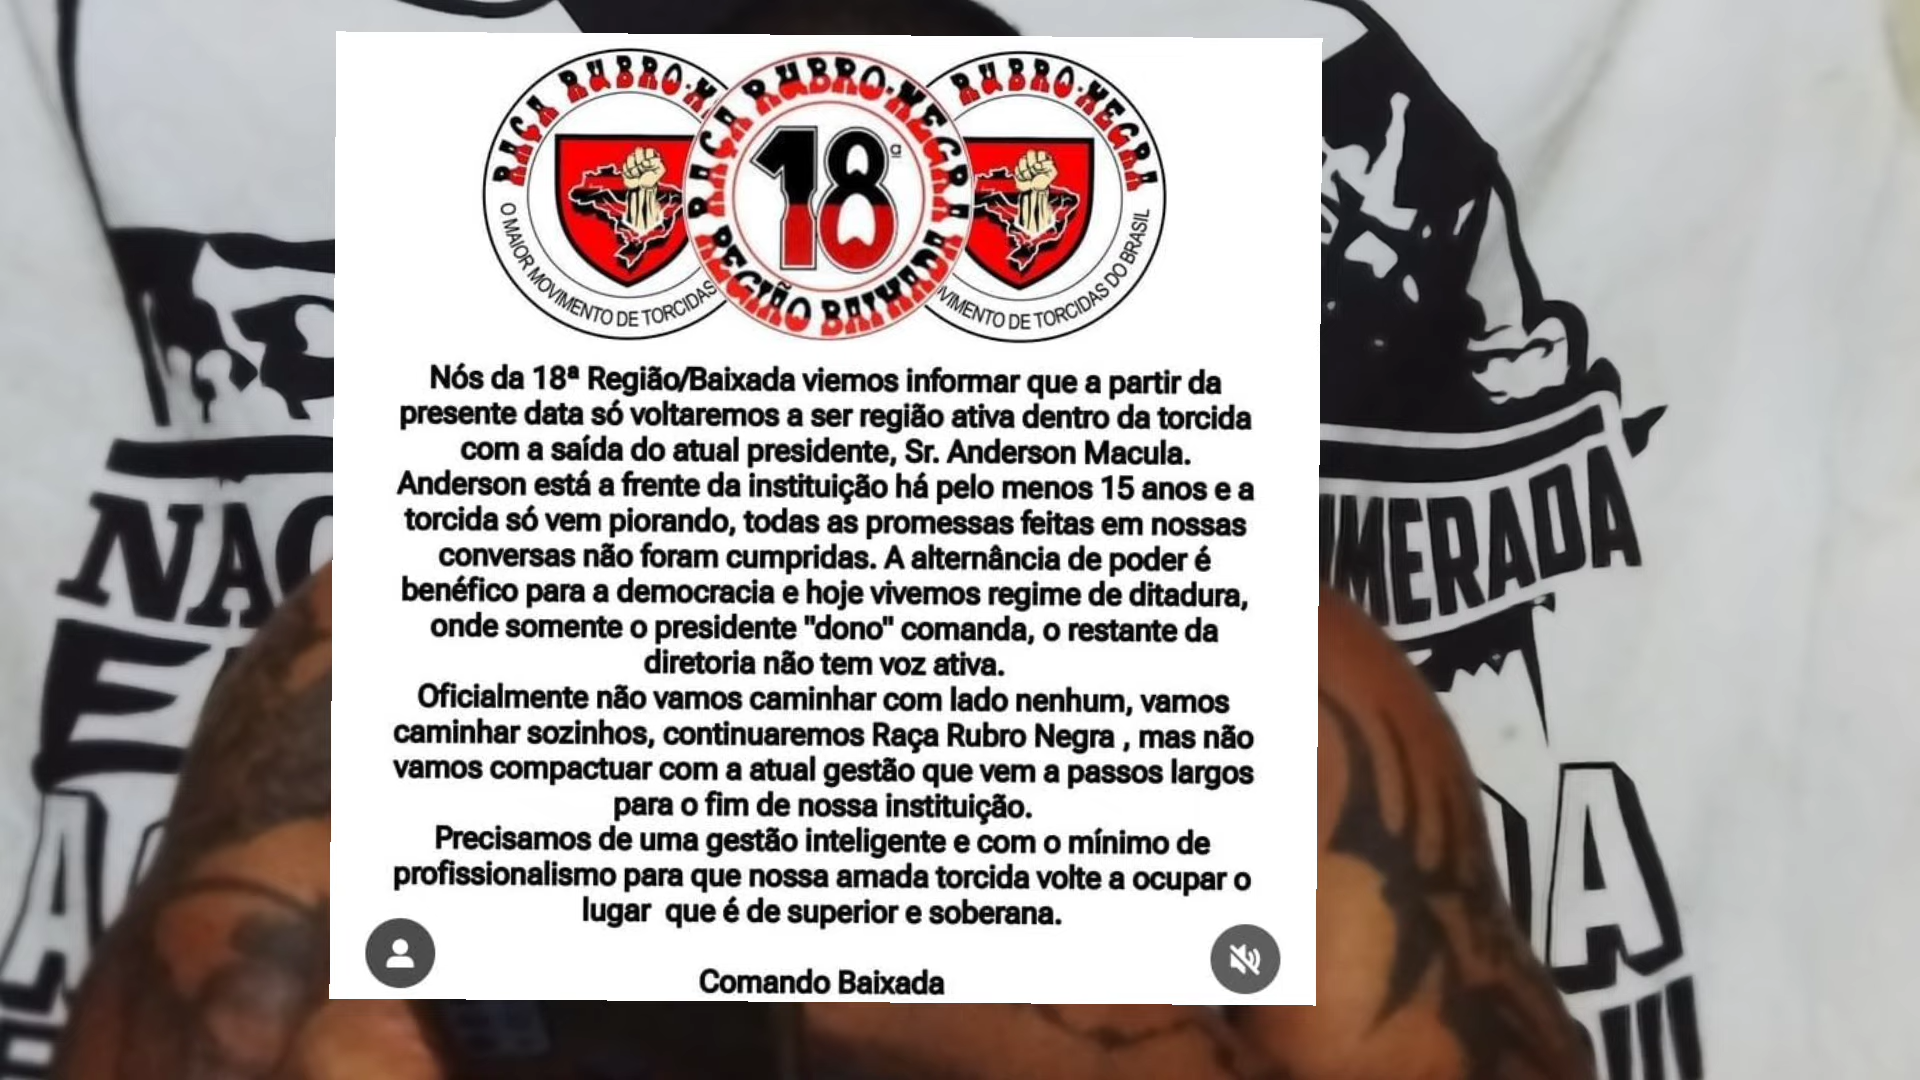 RAÇA RUBRO-N
O MAIOR MOVIMENTO DE TORCIDAS
RAÇA RUBRO-NEGRA
18ª
REGIÃO BAIXADA
RUBRO-NEGRA
VIMENTO DE TORCIDAS DO BRASIL
Nós da 18ª Região/Baixada viemos informar que a partir da
presente data só voltaremos a ser região ativa dentro da torcida
com a saída do atual presidente, Sr. Anderson Macula.
Anderson está a frente da instituição há pelo menos 15 anos e a
torcida só vem piorando, todas as promessas feitas em nossas
conversas não foram cumpridas. A alternância de poder é
benéfico para a democracia e hoje vivemos regime de ditadura,
onde somente o presidente "dono" comanda, o restante da
diretoria não tem voz ativa.
Oficialmente não vamos caminhar com lado nenhum, vamos
caminhar sozinhos, continuaremos Raça Rubro Negra , mas não
vamos compactuar com a atual gestão que vem a passos largos
para o fim de nossa instituição.
Precisamos de uma gestão inteligente e com o mínimo de
profissionalismo para que nossa amada torcida volte a ocupar o
lugar  que é de superior e soberana.
Comando Baixada
NAÇ
MERADA